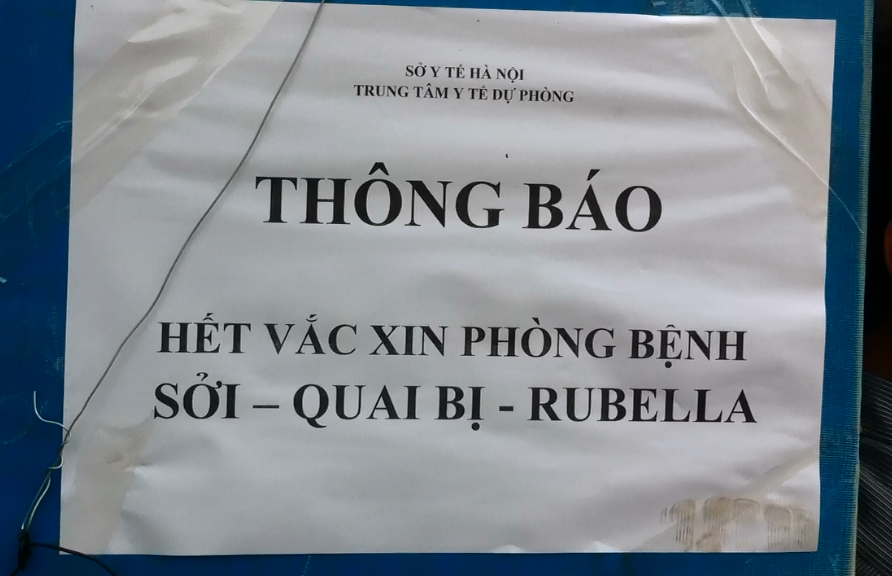 SỞ Y TẾ HÀ NỘI
TRUNG TÂM Y TẾ DỰ PHÒNG
THÔNG BÁO
HẾT VẮC XIN PHÒNG BỆNH
SỞI – QUAI BỊ - RUBELLA